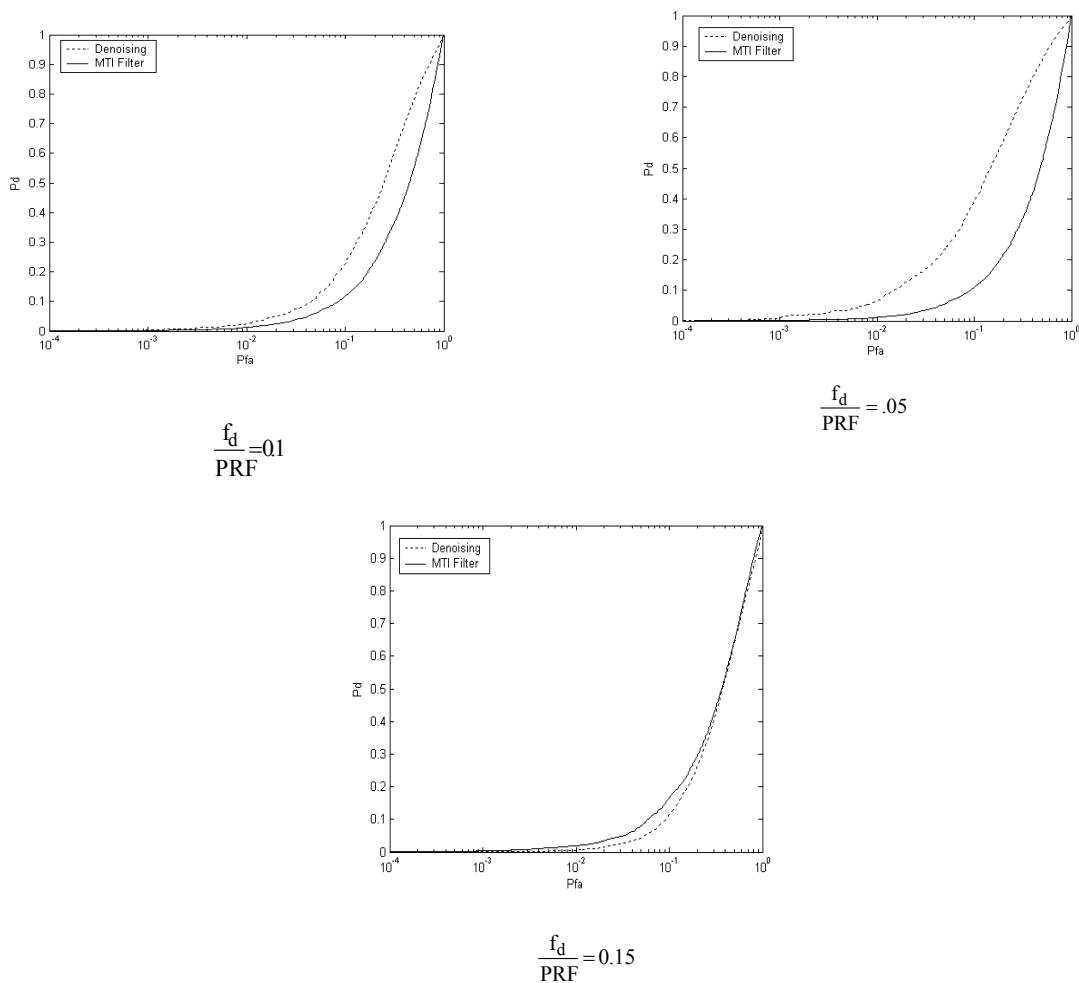 1
0.9
0.8
0.7
0.6
0.5
0.4
0.3
0.2
0.1
0
Pd
Denoising
MTI Filter
10^-4 10^-3 10^-2 10^-1 10^0
Pfa
f_d/PRF =0.1
1
0.9
0.8
0.7
0.6
0.5
0.4
0.3
0.2
0.1
0
Pd
Denoising
MTI Filter
10^-4 10^-3 10^-2 10^-1 10^0
Pfa
f_d/PRF = .05
1
0.9
0.8
0.7
0.6
0.5
0.4
0.3
0.2
0.1
0
Pd
Denoising
MTI Filter
10^-4 10^-3 10^-2 10^-1 10^0
Pfa
f_d/PRF = 0.15